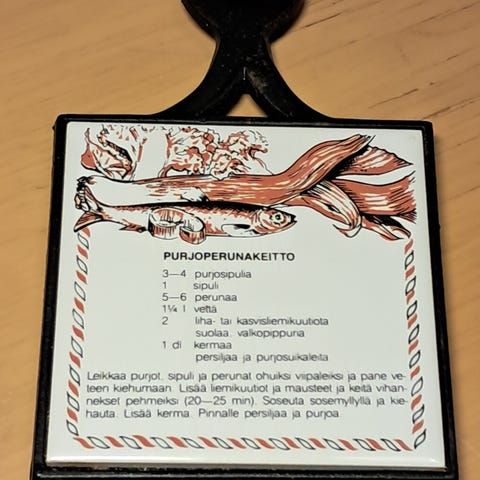 PURJOPERUNAKEITTO
3—4 purjosipulia
1 sipuli
5—6 perunaa
1¼ l vettä
2 liha- tai kasvisliemikuutiota
suolaa, valkopippuria
1 dl kermaa
persiljaa ja purjosuikaleita
Leikkaa purjot, sipuli ja perunat ohuiksi viipaleiksi ja pane ve-
teen kiehumaan. Lisää liemikuutiot ja mausteet ja keitä vihan-
nekset pehmeiksi (20—25 min). Soseuta sosemyllyllä ja kie-
hauta. Lisää kerma. Pinnalle persiljaa ja purjoa.